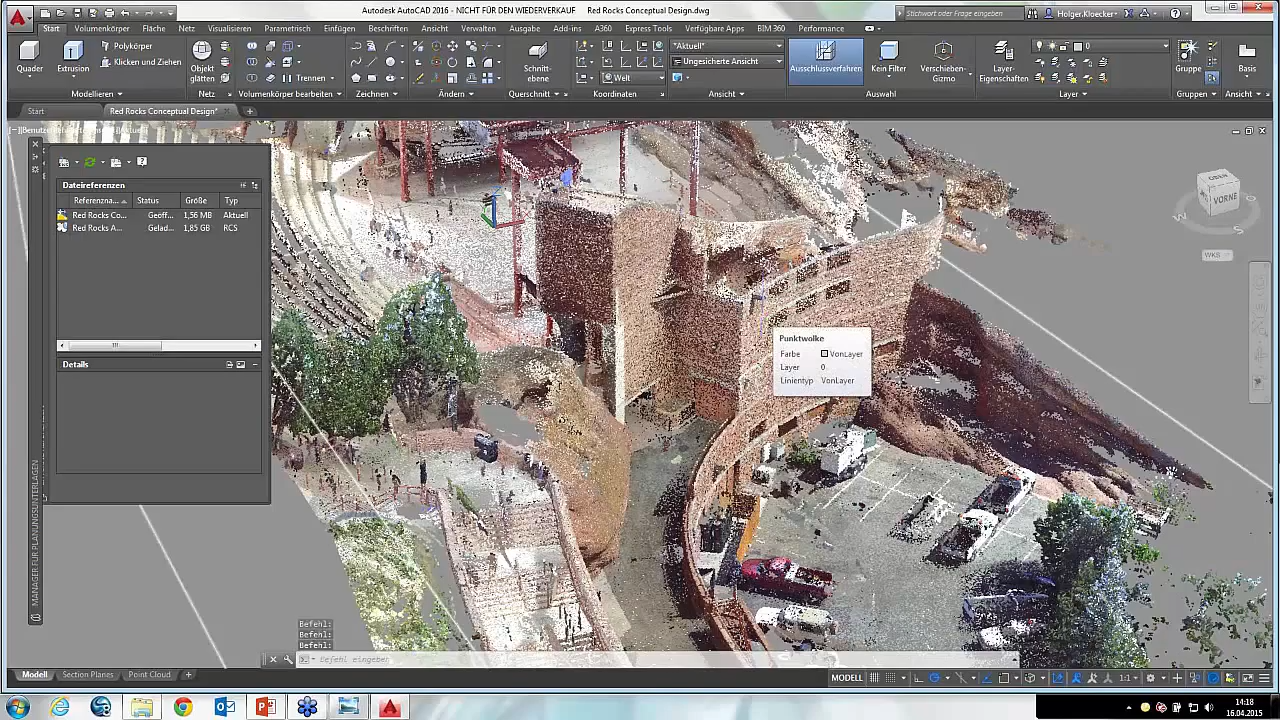 Autodesk AutoCAD 2016 - NICHT FÜR DEN WIEDERVERKAUF Red Rocks Conceptual Design.dwg
Stichwort oder Frage eingeben
Holger.Kloecker
Start Volumenkörper Fläche Netz Visualisieren Parametrisch Einfügen Beschriften Ansicht Verwalten Ausgabe Add-ins A360 Express Tools Verfügbare Apps BIM 360 Performance
Quader
Extrusion
Polykörper
Klicken und Ziehen
Objekt glätten
Trennen
Schnitt-ebene
Welt
*Aktuell*
Ungesicherte Ansicht
Ausschlussverfahren
Kein Filter
Verschieben-Gizmo
Layer-Eigenschaften
0
Gruppe
Basis
Modellieren
Netz
Volumenkörper bearbeiten
Zeichnen
Ändern
Querschnitt
Koordinaten
Ansicht
Auswahl
Layer
Gruppen
Ansicht
Start
Red Rocks Conceptual Design*
Dateireferenzen
Referenzna... Status Größe Typ
Red Rocks Co... Geöff... 1,56 MB Aktuell
Red Rocks A... Gelad... 1,85 GB RCS
Details
MANAGER FÜR PLANUNGSUNTERLAGEN
OBEN
VORNE
W
S
WKS
Punktwolke
Farbe VonLayer
Layer 0
Linientyp VonLayer
Befehl:
Befehl:
Befehl:
Befehl eingeben
Modell Section Planes Point Cloud +
MODELL
1:1
14:18
16.04.2015